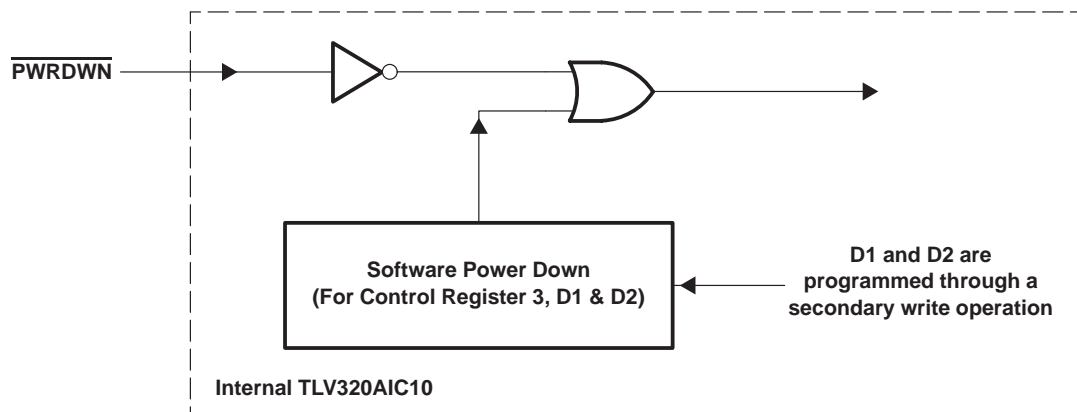 PWRDWN
Software Power Down
(For Control Register 3, D1 & D2)
D1 and D2 are
programmed through a
secondary write operation
Internal TLV320AIC10